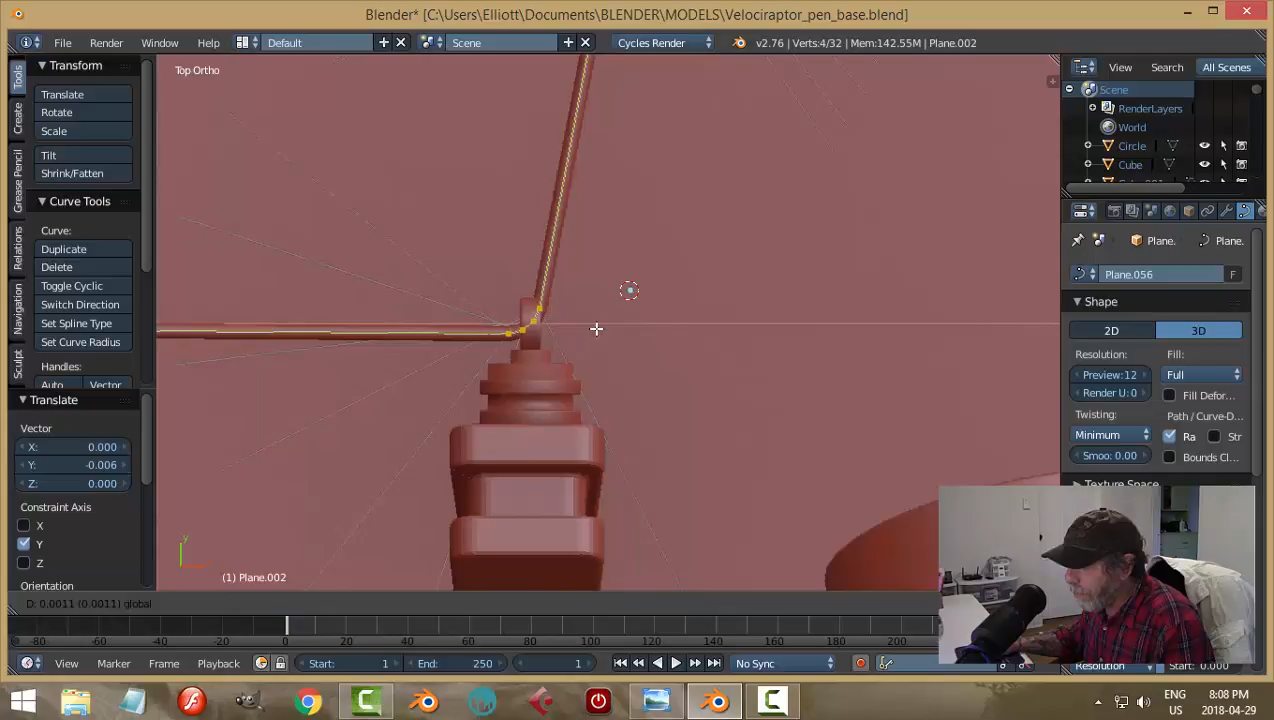 Blender* [C:\Users\Elliott\Documents\BLENDER\MODELS\Velociraptor_pen_base.blend]
File Render Window Help Default Scene Cycles Render v2.76 | Verts:4/32 | Mem:142.55M | Plane.002
View Search All Scenes
Tools
Create
Grease Pencil
Relations
Navigation
Sculpt
Transform
Translate
Rotate
Scale
Tilt
Shrink/Fatten
Curve Tools
Curve:
Duplicate
Delete
Toggle Cyclic
Switch Direction
Set Spline Type
Set Curve Radius
Handles:
Auto Vector
Translate
Vector
X: 0.000
Y: -0.006
Z: 0.000
Constraint Axis
X
Y
Z
Orientation
Top Ortho
y
(1) Plane.002
D: 0.0011 (0.0011) global
Scene
RenderLayers
World
Circle
Cube
Plane. Plane.
Plane.056 F
Shape
2D 3D
Resolution: Fill:
Preview:12 Full
Render U: 0 Fill Defor...
Twisting: Path / Curve-D...
Minimum Ra Str
Smoo: 0.00 Bounds Cl...
Texture Space
Resolution Start: 0.000
-80 -60 -40 -20 0 20 40 60 80 100 120 140 160 180 200
View Marker Frame Playback Start: 1 End: 250 1 No Sync
ENG 8:08 PM
US 2018-04-29